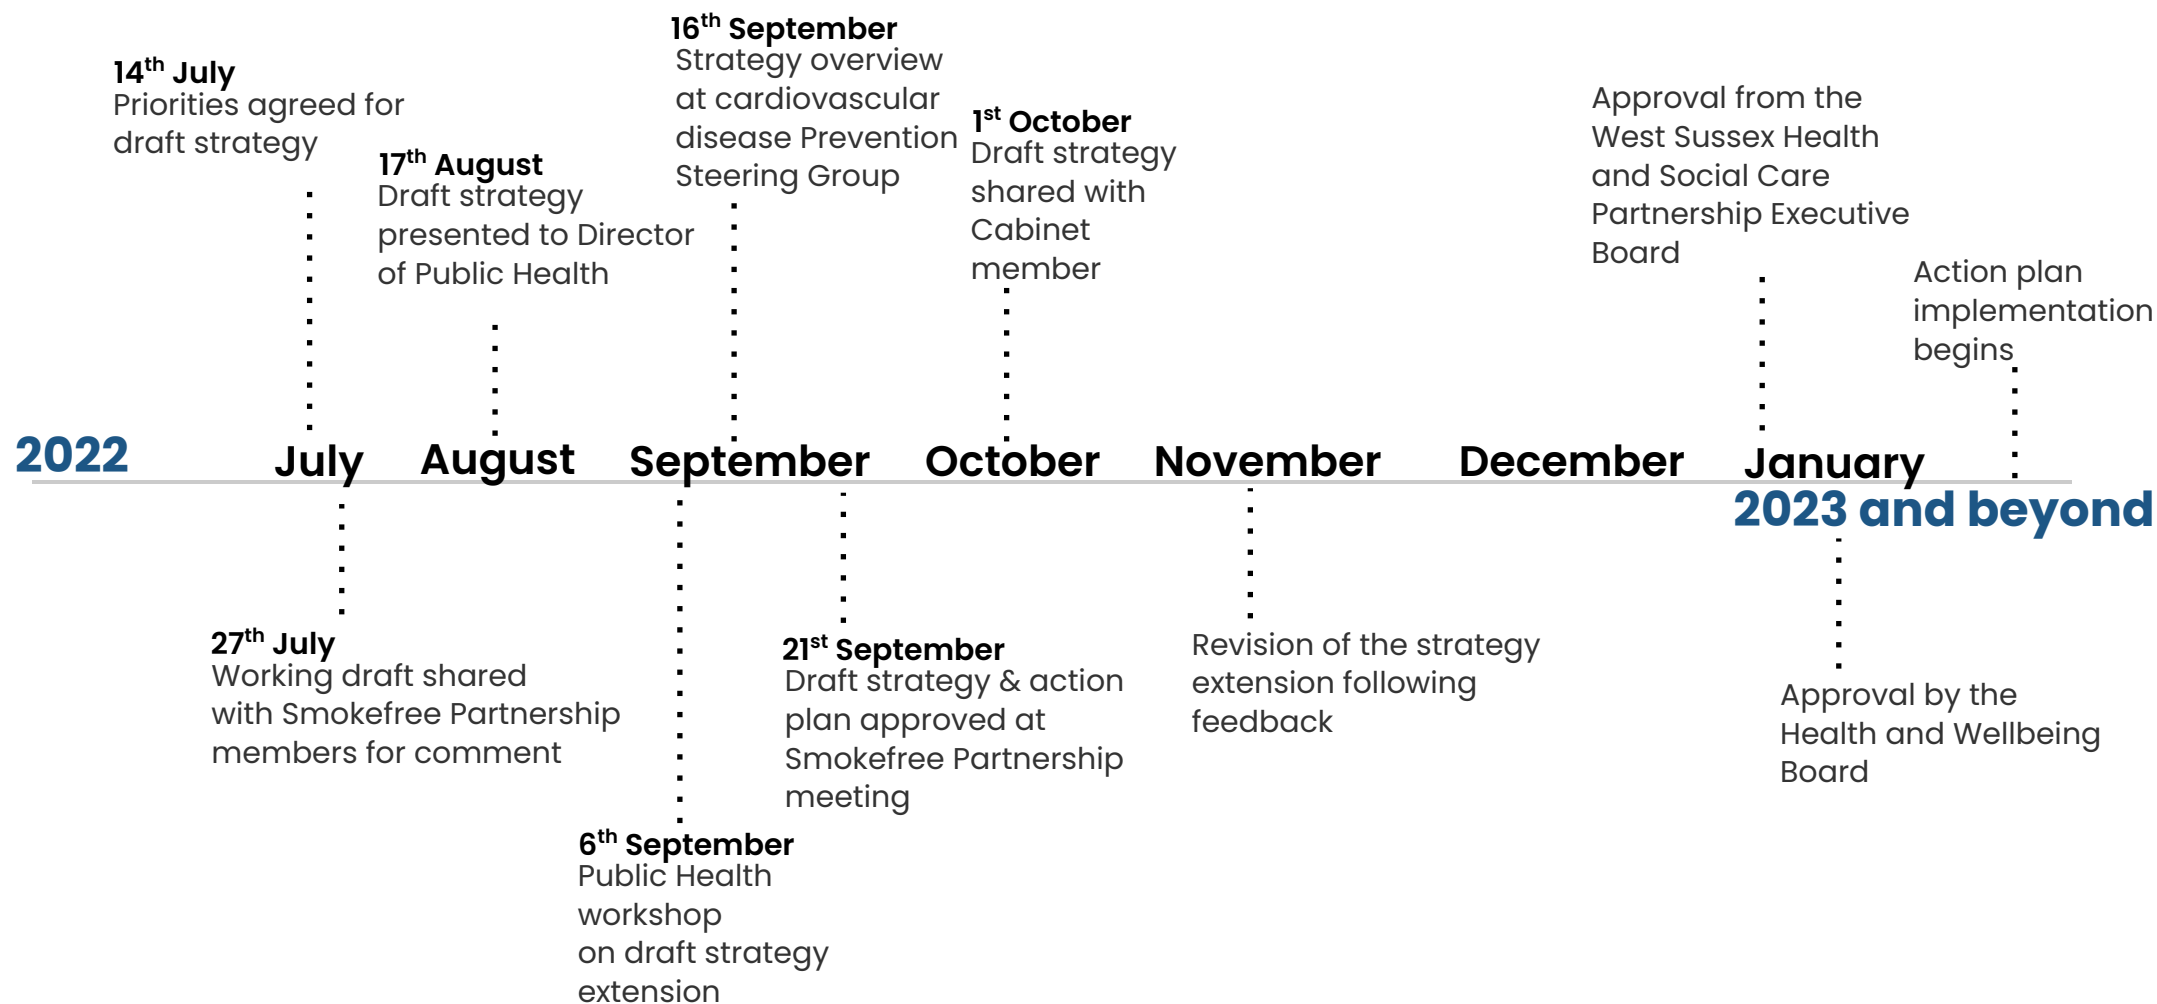 14th July
Priorities agreed for
draft strategy
17th August
Draft strategy
presented to Director
of Public Health
16th September
Strategy overview
at cardiovascular
disease Prevention
Steering Group
1st October
Draft strategy
shared with
Cabinet
member
Approval from the
West Sussex Health
and Social Care
Partnership Executive
Board
Action plan
implementation
begins
2022
July
August
September
October
November
December
January
2023 and beyond
27th July
Working draft shared
with Smokefree Partnership
members for comment
6th September
Public Health
workshop
on draft strategy
extension
21st September
Draft strategy & action
plan approved at
Smokefree Partnership
meeting
Revision of the strategy
extension following
feedback
Approval by the
Health and Wellbeing
Board